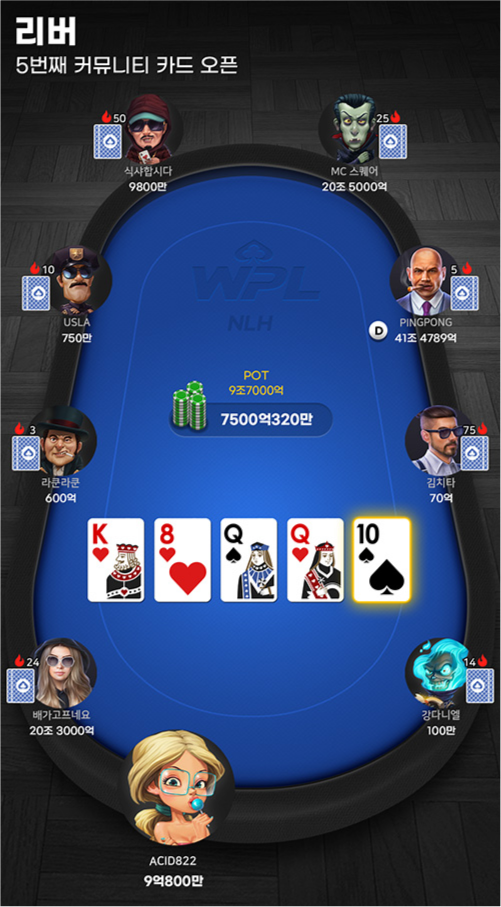 리버
5번째 커뮤니티 카드 오픈
50
식샤합시다
9800만
25
MC 스퀘어
20조 5000억
10
USLA
750만
WPL
NLH
5
D
PINGPONG
41조 4789억
POT
9조7000억
7500억320만
3
라쿤라쿤
600억
75
김치타
70억
K
8
Q
Q
10
24
배가고프네요
20조 3000억
14
강다니엘
100만
ACID822
9억800만